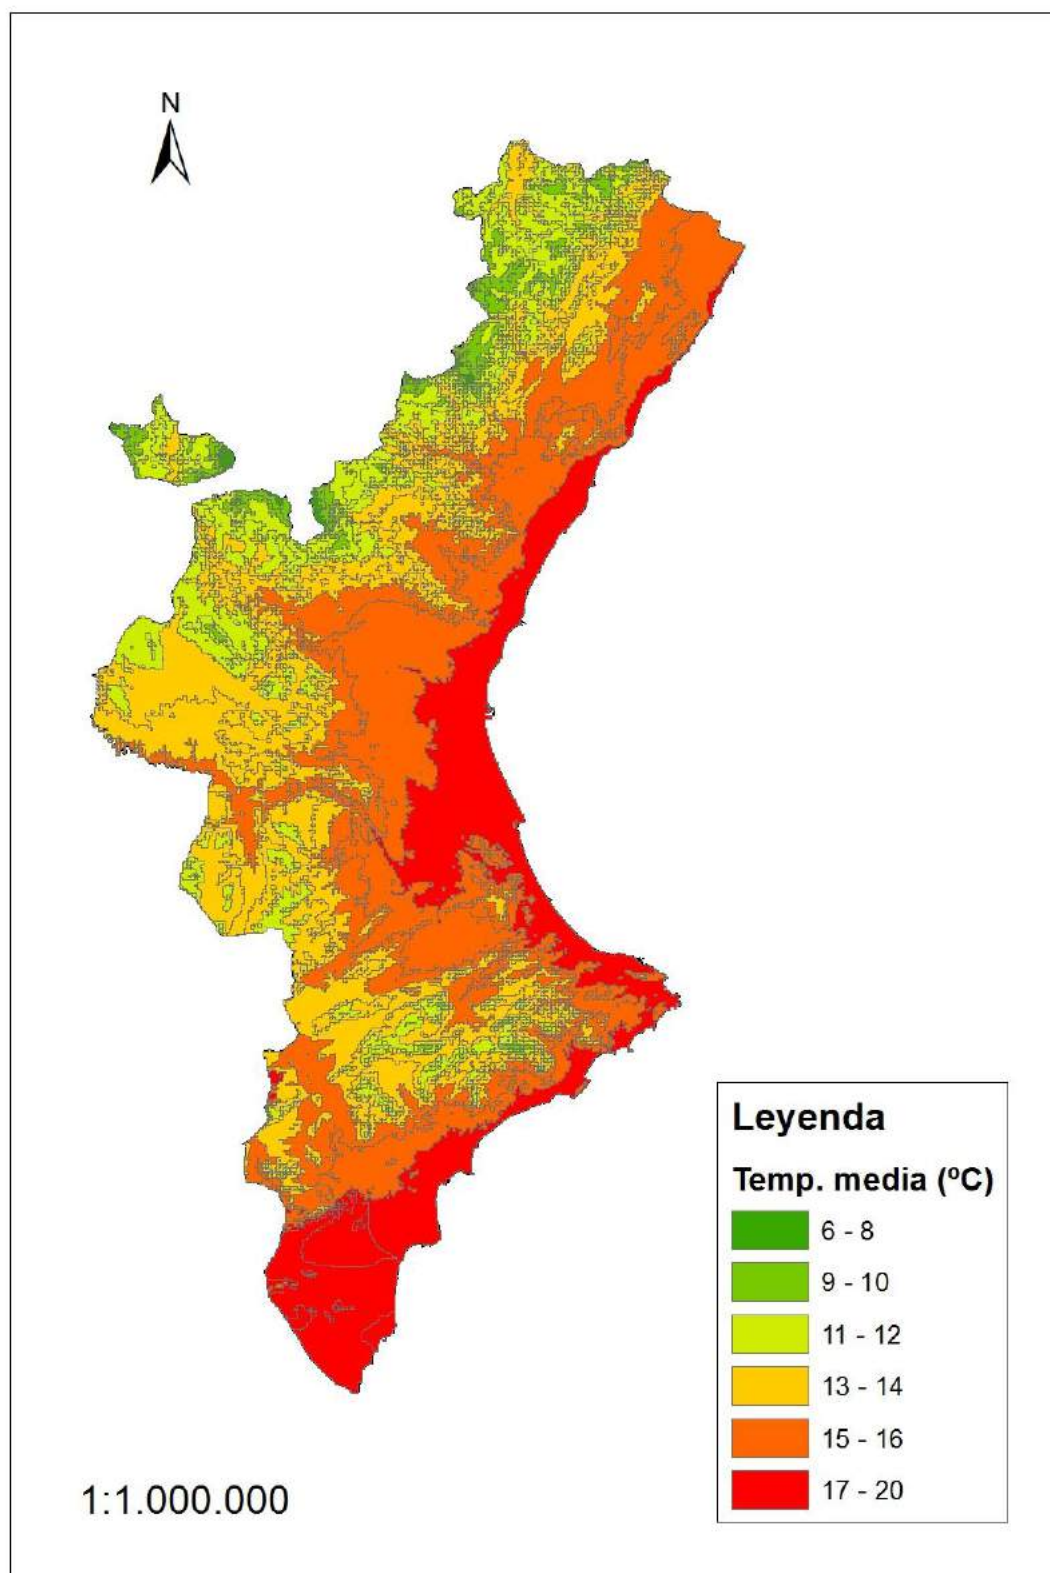 N
Leyenda
Temp. media (ºC)
6 - 8
9 - 10
11 - 12
13 - 14
15 - 16
17 - 20
1:1.000.000